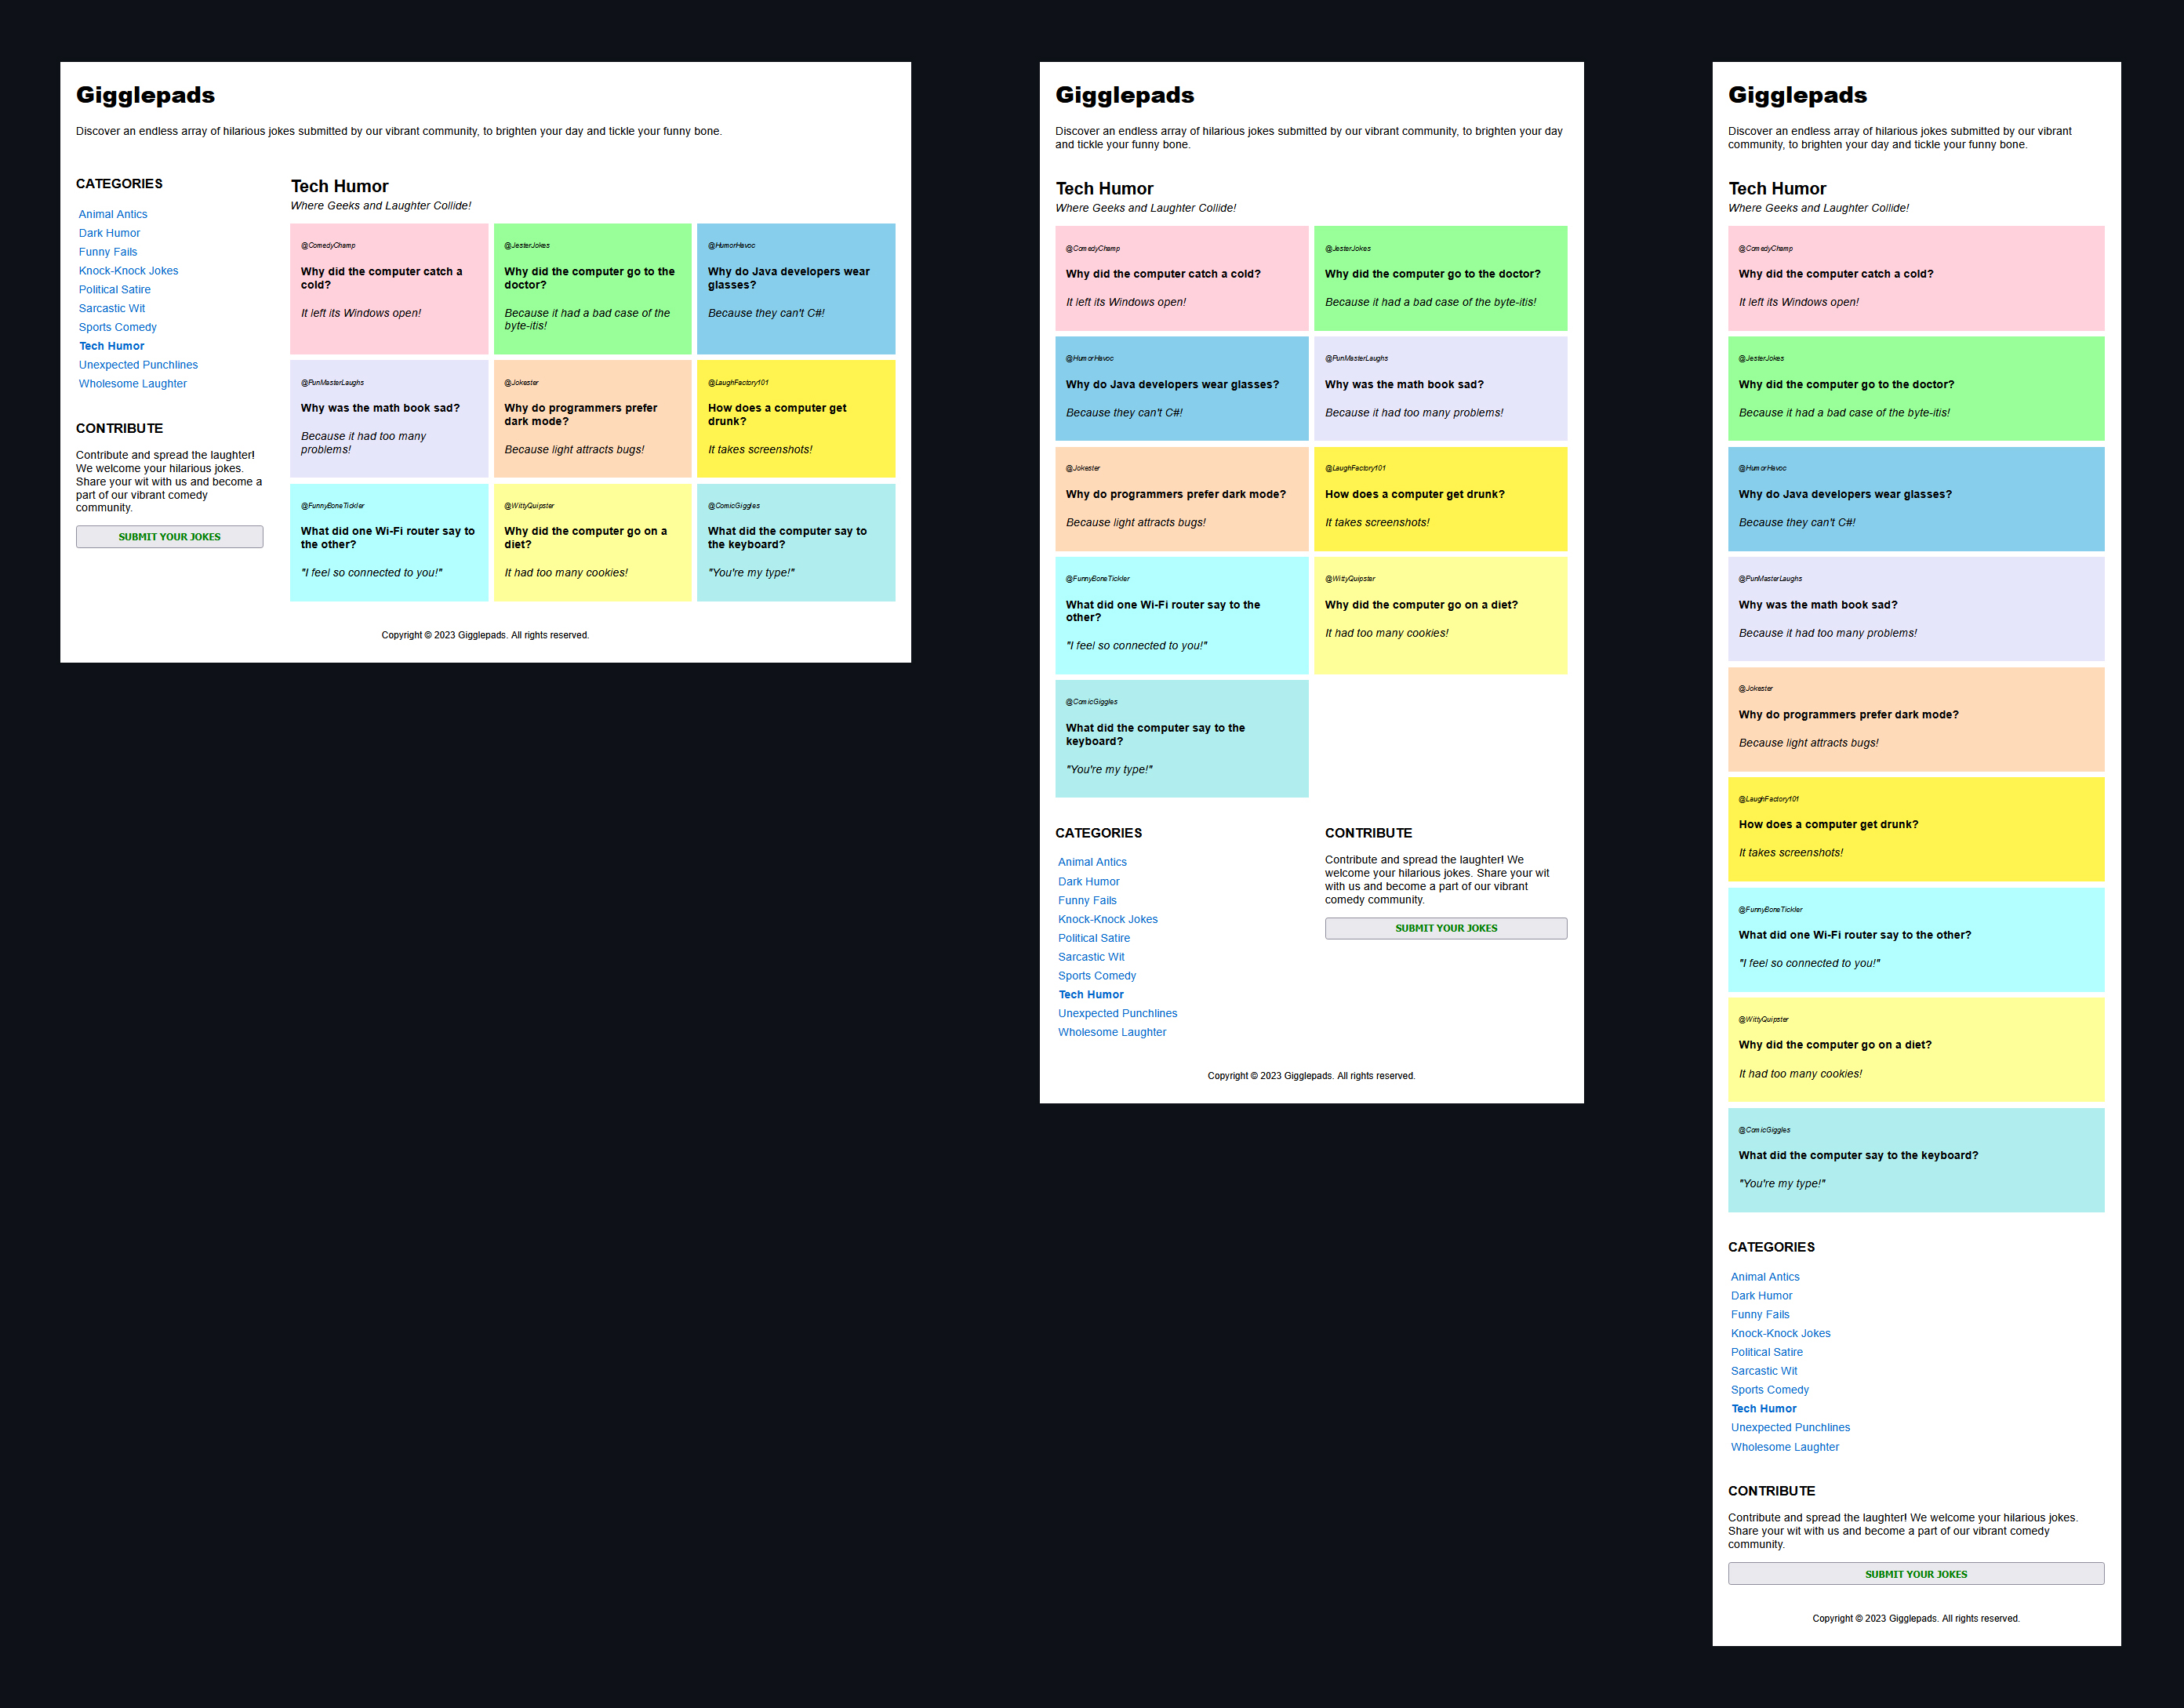 Gigglepads
Discover an endless array of hilarious jokes submitted by our vibrant community, to brighten your day and tickle your funny bone.
CATEGORIES
Animal Antics
Dark Humor
Funny Fails
Knock-Knock Jokes
Political Satire
Sarcastic Wit
Sports Comedy
Tech Humor
Unexpected Punchlines
Wholesome Laughter
CONTRIBUTE
Contribute and spread the laughter!
We welcome your hilarious jokes.
Share your wit with us and become a
part of our vibrant comedy
community.
SUBMIT YOUR JOKES
Tech Humor
Where Geeks and Laughter Collide!
@ComedyChamp
Why did the computer catch a
cold?
It left its Windows open!
@JesterJokes
Why did the computer go to the
doctor?
Because it had a bad case of the
byte-itis!
@HumorHavoc
Why do Java developers wear
glasses?
Because they can't C#!
@PunMasterLaughs
Why was the math book sad?
Because it had too many
problems!
@Jokester
Why do programmers prefer
dark mode?
Because light attracts bugs!
@LaughFactory101
How does a computer get
drunk?
It takes screenshots!
@FunnyBoneTickler
What did one Wi-Fi router say to
the other?
"I feel so connected to you!"
@WittyQuipster
Why did the computer go on a
diet?
It had too many cookies!
@ComicGiggles
What did the computer say to
the keyboard?
"You're my type!"
Copyright © 2023 Gigglepads. All rights reserved.
Gigglepads
Discover an endless array of hilarious jokes submitted by our vibrant community, to brighten your day
and tickle your funny bone.
Tech Humor
Where Geeks and Laughter Collide!
@ComedyChamp
Why did the computer catch a cold?
It left its Windows open!
@JesterJokes
Why did the computer go to the doctor?
Because it had a bad case of the byte-itis!
@HumorHavoc
Why do Java developers wear glasses?
Because they can't C#!
@PunMasterLaughs
Why was the math book sad?
Because it had too many problems!
@Jokester
Why do programmers prefer dark mode?
Because light attracts bugs!
@LaughFactory101
How does a computer get drunk?
It takes screenshots!
@FunnyBoneTickler
What did one Wi-Fi router say to the
other?
"I feel so connected to you!"
@WittyQuipster
Why did the computer go on a diet?
It had too many cookies!
@ComicGiggles
What did the computer say to the
keyboard?
"You're my type!"
CATEGORIES
Animal Antics
Dark Humor
Funny Fails
Knock-Knock Jokes
Political Satire
Sarcastic Wit
Sports Comedy
Tech Humor
Unexpected Punchlines
Wholesome Laughter
CONTRIBUTE
Contribute and spread the laughter! We
welcome your hilarious jokes. Share your wit
with us and become a part of our vibrant
comedy community.
SUBMIT YOUR JOKES
Copyright © 2023 Gigglepads. All rights reserved.
Gigglepads
Discover an endless array of hilarious jokes submitted by our vibrant
community, to brighten your day and tickle your funny bone.
Tech Humor
Where Geeks and Laughter Collide!
@ComedyChamp
Why did the computer catch a cold?
It left its Windows open!
@JesterJokes
Why did the computer go to the doctor?
Because it had a bad case of the byte-itis!
@HumorHavoc
Why do Java developers wear glasses?
Because they can't C#!
@PunMasterLaughs
Why was the math book sad?
Because it had too many problems!
@Jokester
Why do programmers prefer dark mode?
Because light attracts bugs!
@LaughFactory101
How does a computer get drunk?
It takes screenshots!
@FunnyBoneTickler
What did one Wi-Fi router say to the other?
"I feel so connected to you!"
@WittyQuipster
Why did the computer go on a diet?
It had too many cookies!
@ComicGiggles
What did the computer say to the keyboard?
"You're my type!"
CATEGORIES
Animal Antics
Dark Humor
Funny Fails
Knock-Knock Jokes
Political Satire
Sarcastic Wit
Sports Comedy
Tech Humor
Unexpected Punchlines
Wholesome Laughter
CONTRIBUTE
Contribute and spread the laughter! We welcome your hilarious jokes.
Share your wit with us and become a part of our vibrant comedy
community.
SUBMIT YOUR JOKES
Copyright © 2023 Gigglepads. All rights reserved.